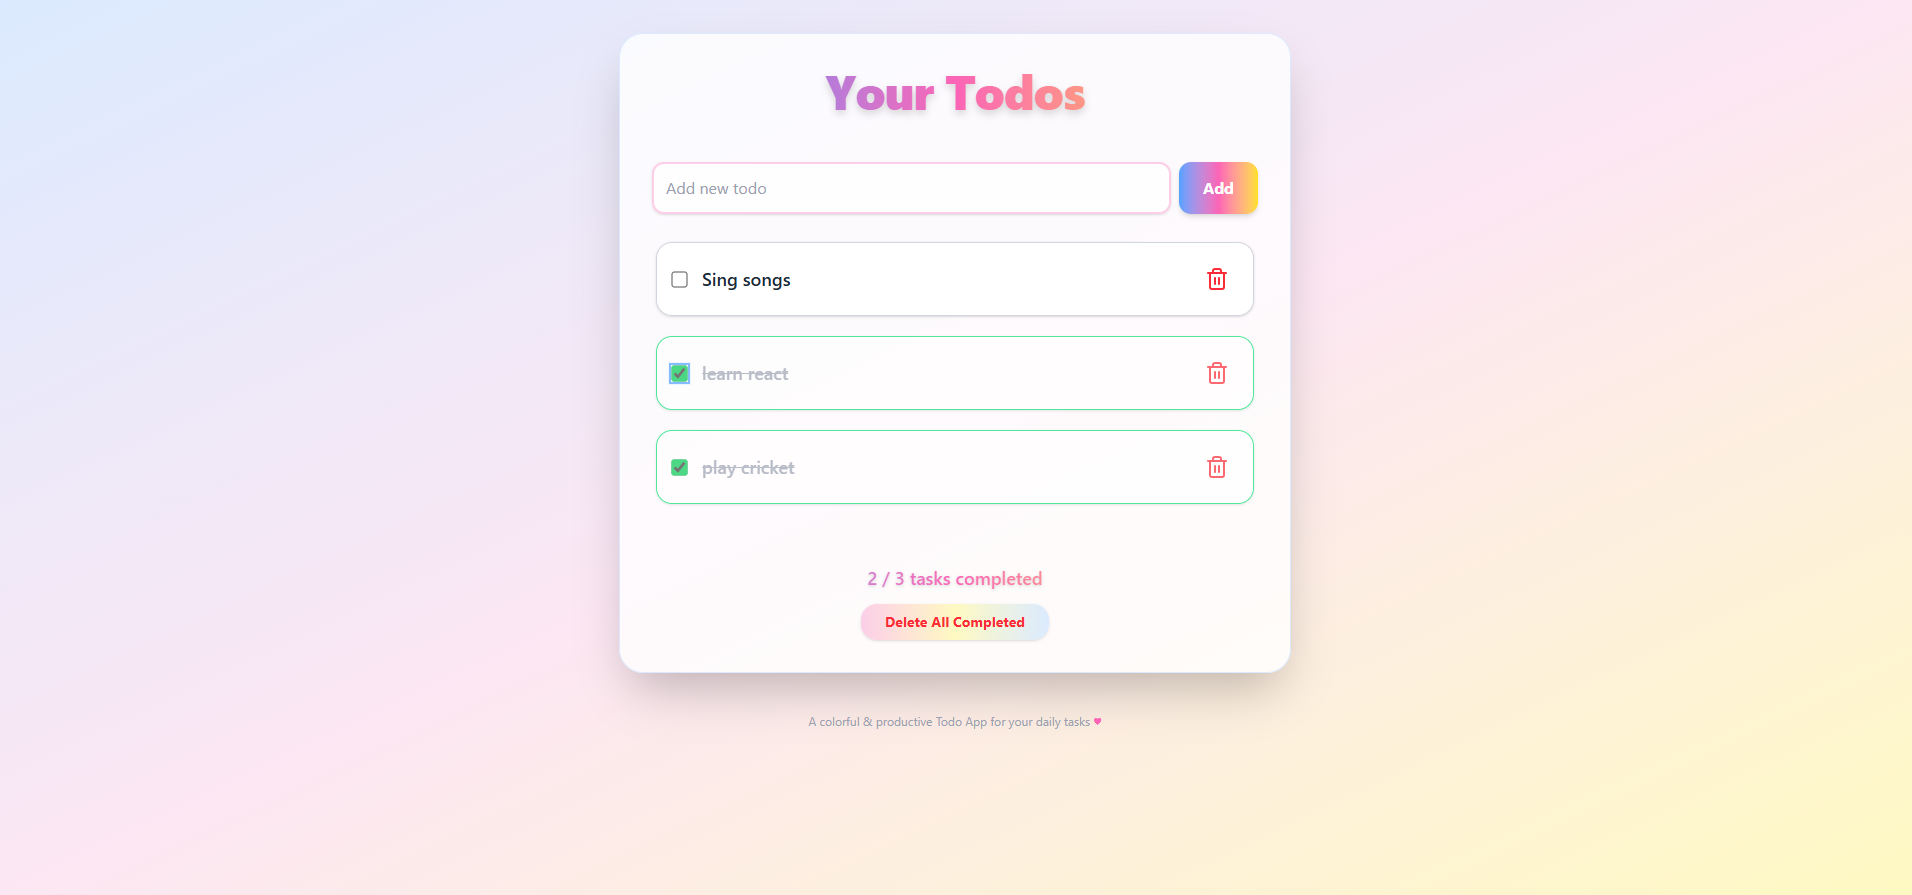 Your Todos
Add new todo
Add
Sing songs
learn react
play cricket
2 / 3 tasks completed
Delete All Completed
A colorful & productive Todo App for your daily tasks ♥